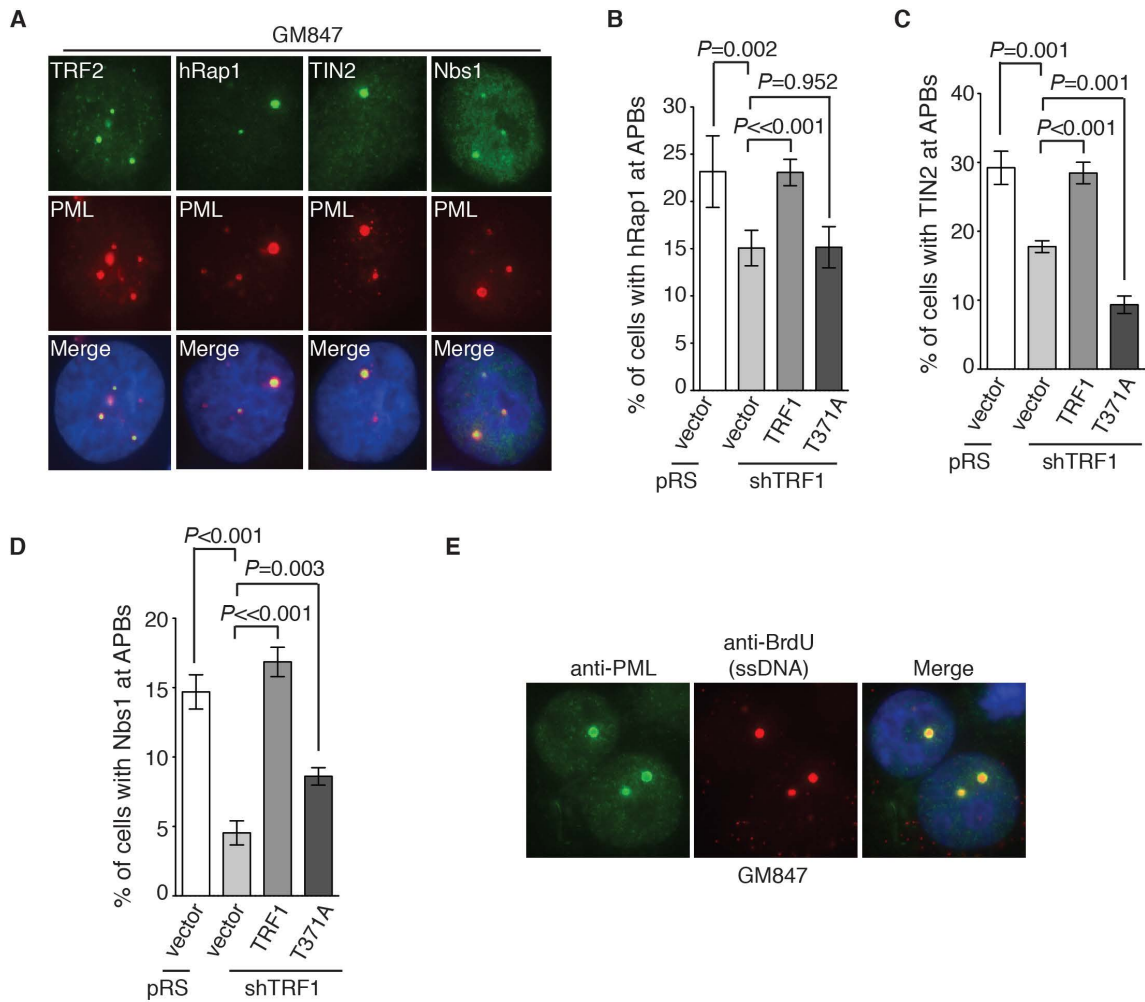 A
GM847
TRF2 hRap1 TIN2 Nbs1
PML PML PML PML
Merge Merge Merge Merge
B
P=0.002
P=0.952
P<<0.001
% of cells with hRap1 at APBs
30
25
20
15
10
5
0
vector vector TRF1 T371A
pRS shTRF1
C
P=0.001
P=0.001
P<0.001
% of cells with TIN2 at APBs
40
30
20
10
0
vector vector TRF1 T371A
pRS shTRF1
D
P<0.001
P=0.003
P<<0.001
% of cells with Nbs1 at APBs
20
15
10
5
0
vector vector TRF1 T371A
pRS shTRF1
E
anti-PML anti-BrdU (ssDNA) Merge
GM847